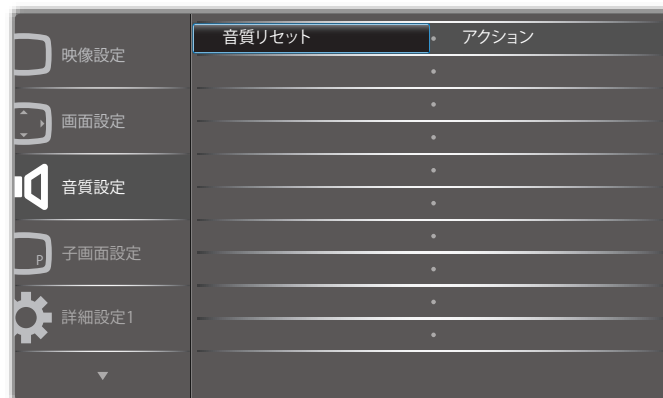 映像設定
画面設定
音質設定
P 子画面設定
詳細設定1
音質リセット アクション